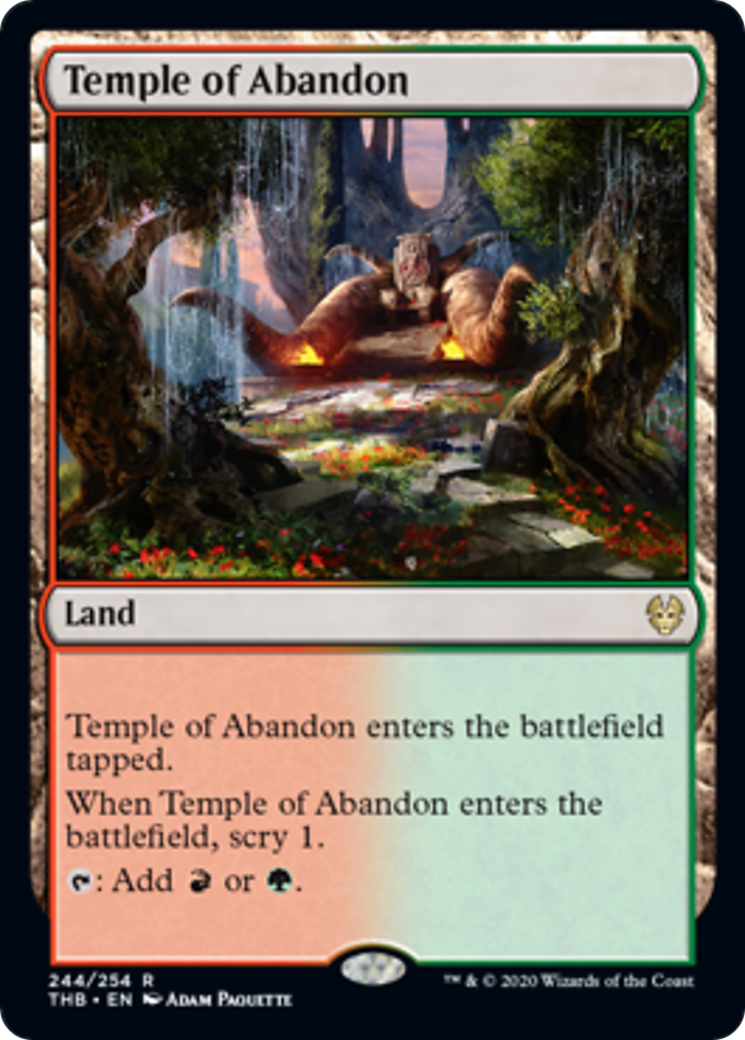 Temple of Abandon
Land
Temple of Abandon enters the battlefield
tapped.
When Temple of Abandon enters the
battlefield, scry 1.
: Add or .
244/254 R
™ & © 2020 Wizards of the Coast
THB • EN Adam Paquette